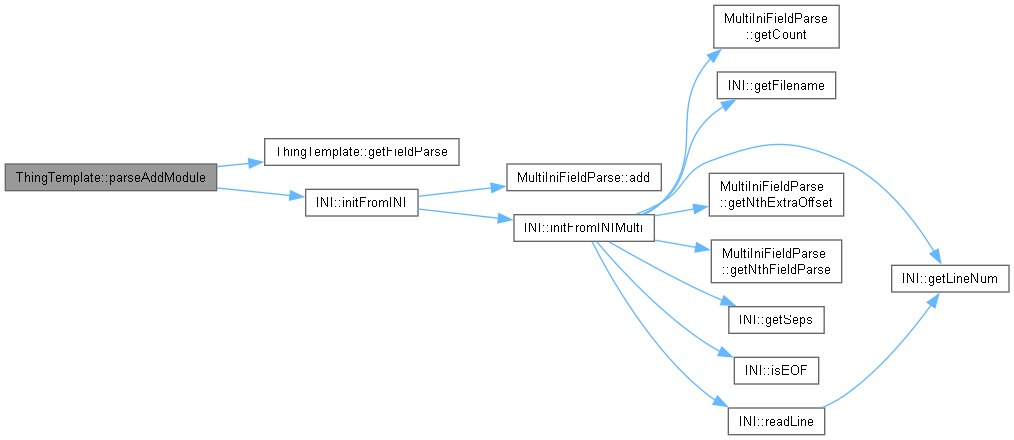 MultiIniFieldParse
::getCount
INI::getFilename
ThingTemplate::getFieldParse
ThingTemplate::parseAddModule
MultiIniFieldParse::add
MultiIniFieldParse
::getNthExtraOffset
INI::initFromINI
INI::initFromINIMulti
MultiIniFieldParse
::getNthFieldParse
INI::getLineNum
INI::getSeps
INI::isEOF
INI::readLine